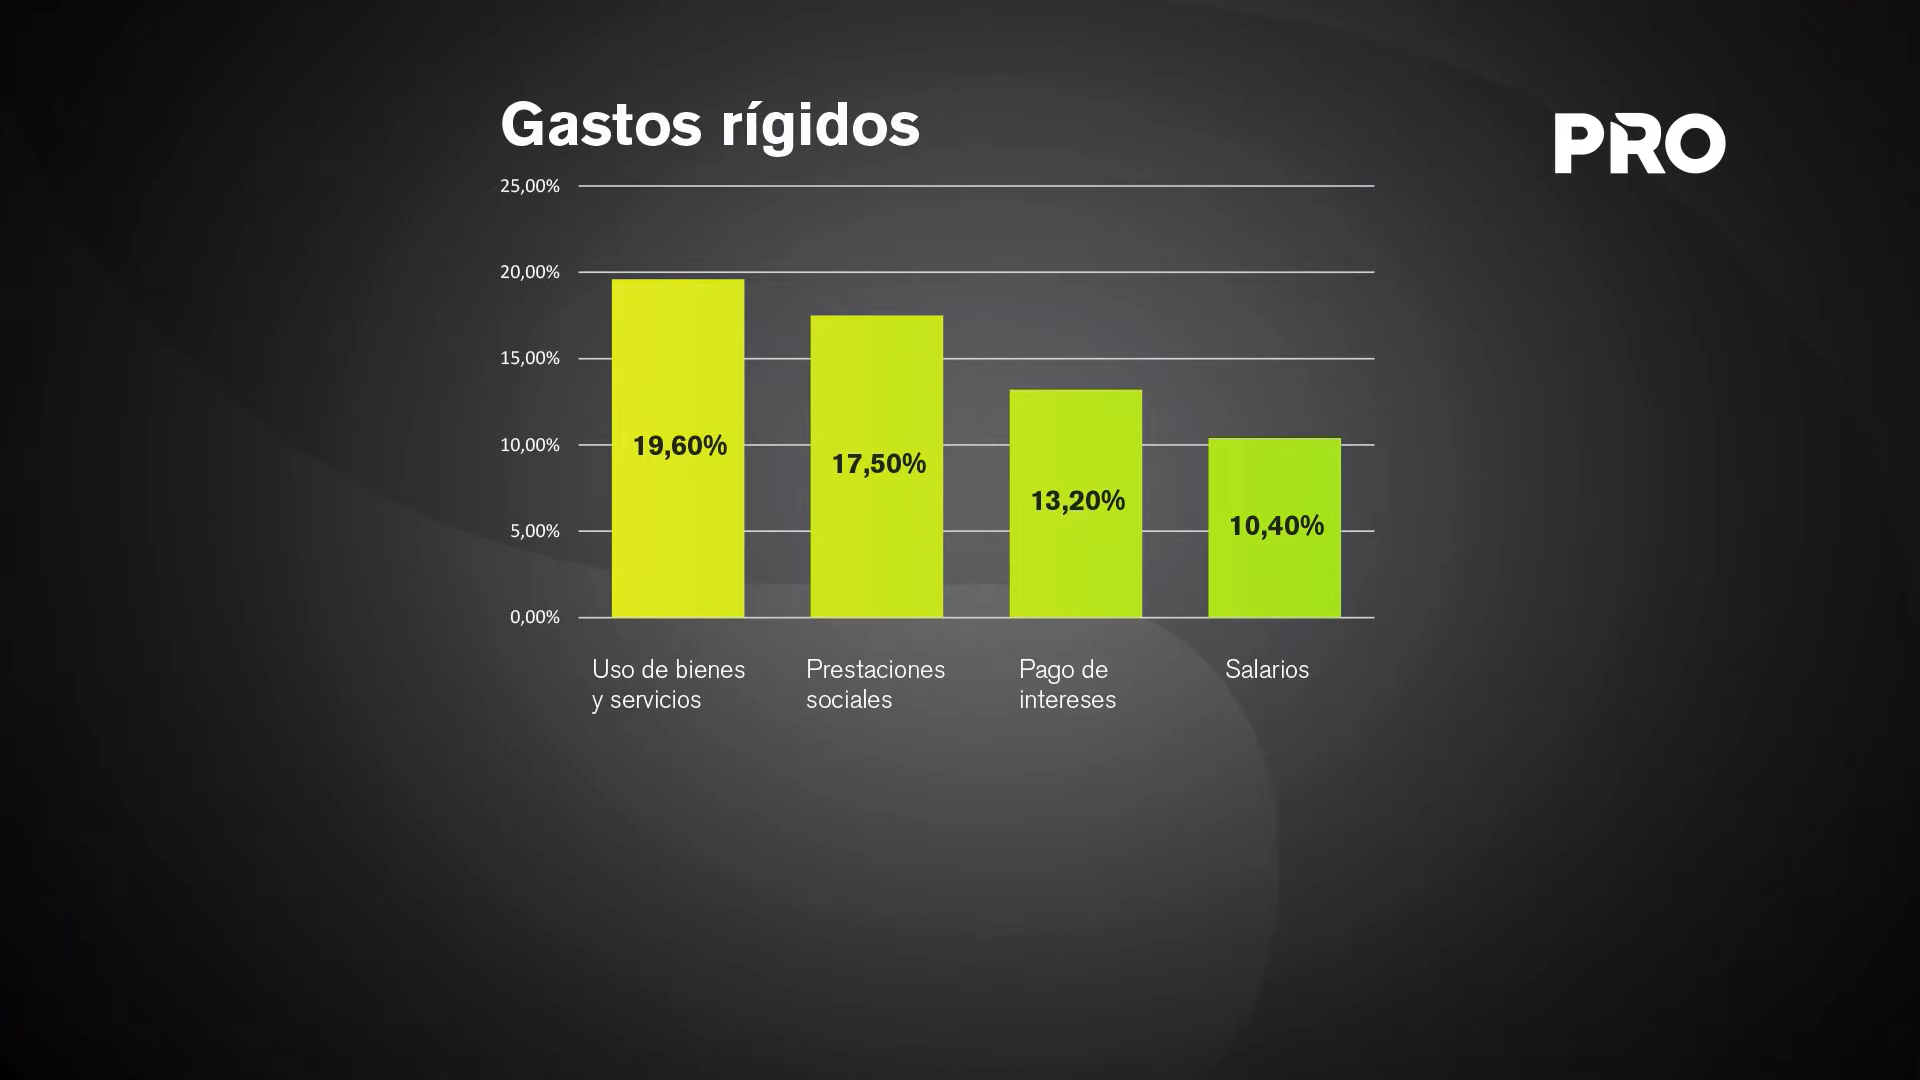 Gastos rígidos
PRO
25,00%
20,00%
15,00%
10,00%
5,00%
0,00%
19,60%
17,50%
13,20%
10,40%
Uso de bienes
y servicios
Prestaciones
sociales
Pago de
intereses
Salarios